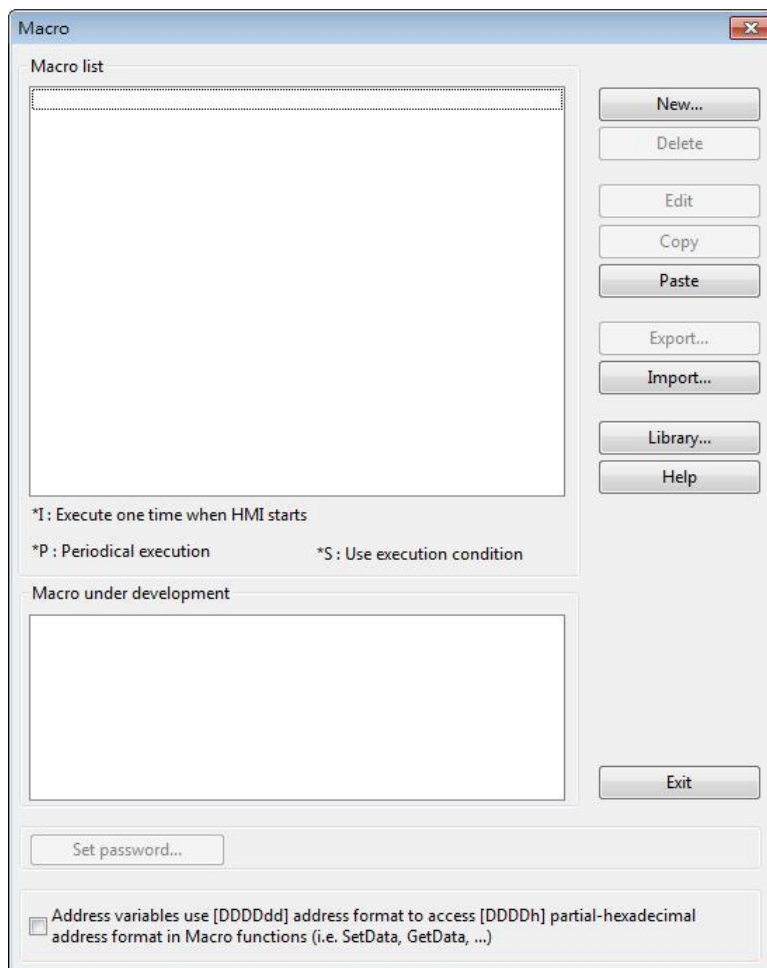 Macro
Macro list
New...
Delete
Edit
Copy
Paste
Export...
Import...
Library...
Help
*I : Execute one time when HMI starts
*P : Periodical execution
*S : Use execution condition
Macro under development
Exit
Set password...
Address variables use [DDDDdd] address format to access [DDDDh] partial-hexadecimal
address format in Macro functions (i.e. SetData, GetData, ...)